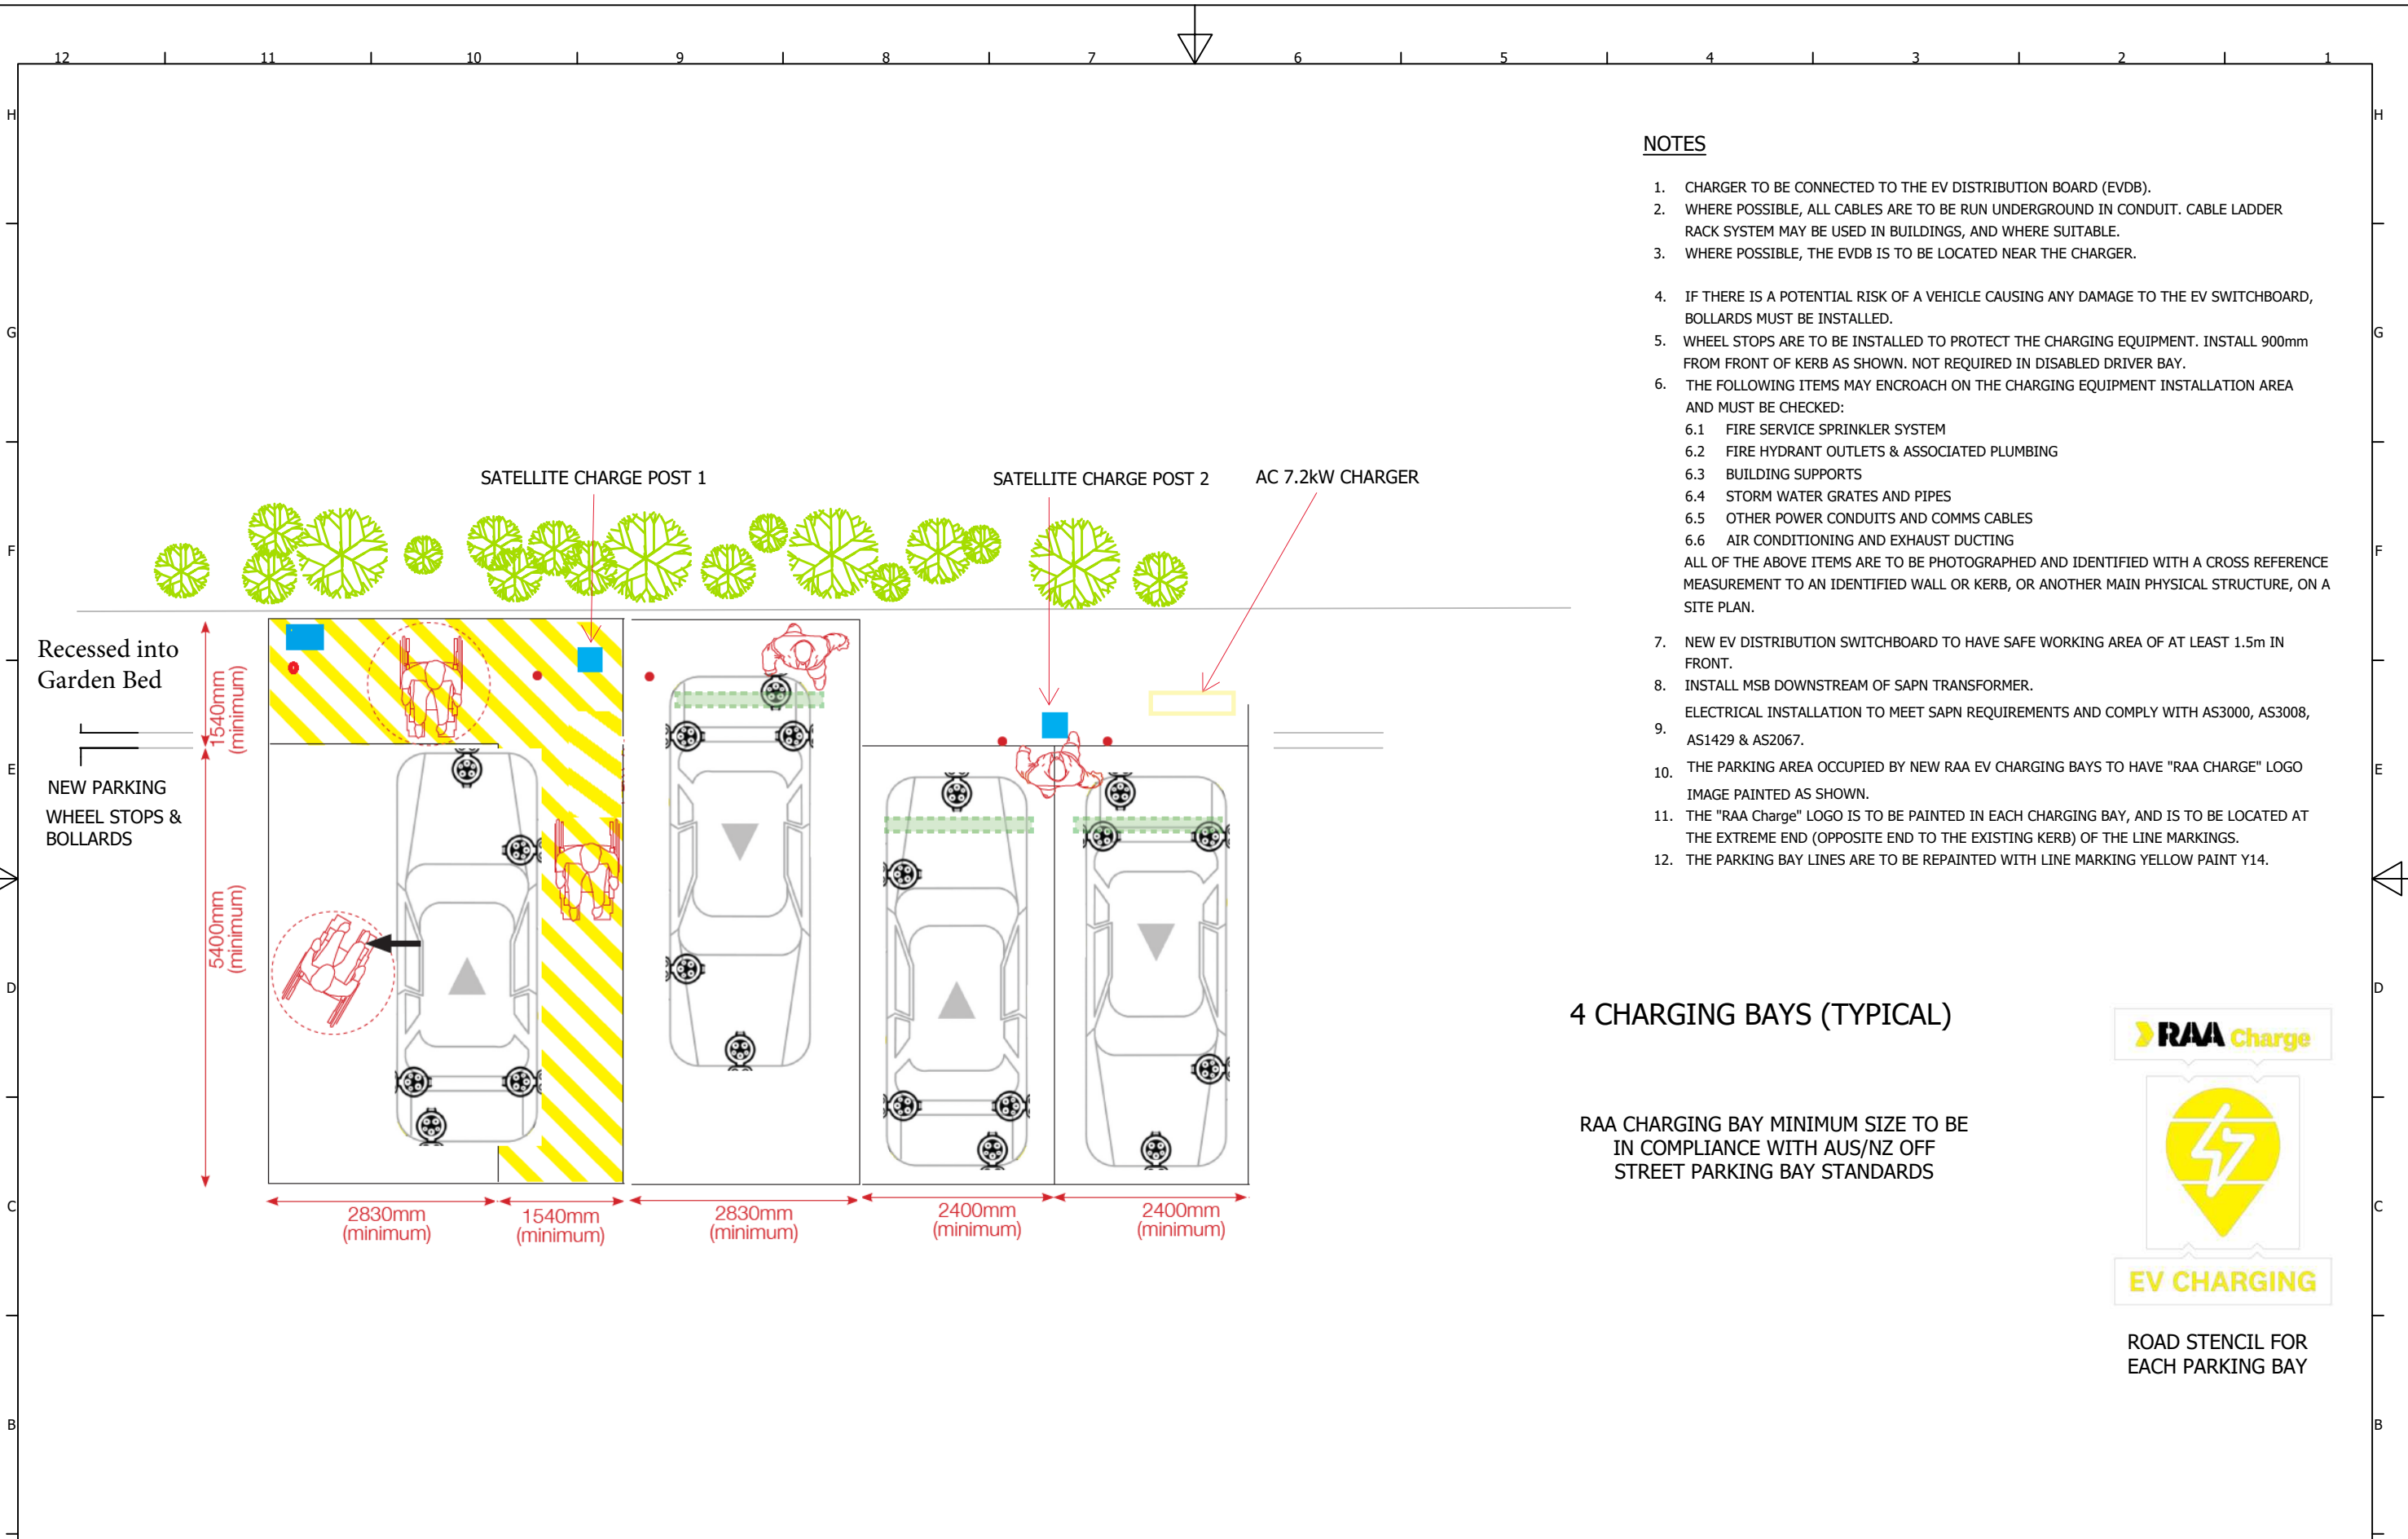 12 11 10 9 8 7 6 5 4 3 2 1
H H
NOTES
1. CHARGER TO BE CONNECTED TO THE EV DISTRIBUTION BOARD (EVDB).
2. WHERE POSSIBLE, ALL CABLES ARE TO BE RUN UNDERGROUND IN CONDUIT. CABLE LADDER
RACK SYSTEM MAY BE USED IN BUILDINGS, AND WHERE SUITABLE.
3. WHERE POSSIBLE, THE EVDB IS TO BE LOCATED NEAR THE CHARGER.
4. IF THERE IS A POTENTIAL RISK OF A VEHICLE CAUSING ANY DAMAGE TO THE EV SWITCHBOARD,
BOLLARDS MUST BE INSTALLED.
G G
5. WHEEL STOPS ARE TO BE INSTALLED TO PROTECT THE CHARGING EQUIPMENT. INSTALL 900mm
FROM FRONT OF KERB AS SHOWN. NOT REQUIRED IN DISABLED DRIVER BAY.
6. THE FOLLOWING ITEMS MAY ENCROACH ON THE CHARGING EQUIPMENT INSTALLATION AREA
AND MUST BE CHECKED:
6.1 FIRE SERVICE SPRINKLER SYSTEM
6.2 FIRE HYDRANT OUTLETS & ASSOCIATED PLUMBING
6.3 BUILDING SUPPORTS
6.4 STORM WATER GRATES AND PIPES
6.5 OTHER POWER CONDUITS AND COMMS CABLES
6.6 AIR CONDITIONING AND EXHAUST DUCTING
ALL OF THE ABOVE ITEMS ARE TO BE PHOTOGRAPHED AND IDENTIFIED WITH A CROSS REFERENCE
MEASUREMENT TO AN IDENTIFIED WALL OR KERB, OR ANOTHER MAIN PHYSICAL STRUCTURE, ON A
SITE PLAN.
7. NEW EV DISTRIBUTION SWITCHBOARD TO HAVE SAFE WORKING AREA OF AT LEAST 1.5m IN
FRONT.
8. INSTALL MSB DOWNSTREAM OF SAPN TRANSFORMER.
9. ELECTRICAL INSTALLATION TO MEET SAPN REQUIREMENTS AND COMPLY WITH AS3000, AS3008,
AS1429 & AS2067.
10. THE PARKING AREA OCCUPIED BY NEW RAA EV CHARGING BAYS TO HAVE "RAA CHARGE" LOGO
IMAGE PAINTED AS SHOWN.
11. THE "RAA Charge" LOGO IS TO BE PAINTED IN EACH CHARGING BAY, AND IS TO BE LOCATED AT
THE EXTREME END (OPPOSITE END TO THE EXISTING KERB) OF THE LINE MARKINGS.
12. THE PARKING BAY LINES ARE TO BE REPAINTED WITH LINE MARKING YELLOW PAINT Y14.
SATELLITE CHARGE POST 1
SATELLITE CHARGE POST 2
AC 7.2kW CHARGER
F F
Recessed into
Garden Bed
1540mm
(minimum)
NEW PARKING
WHEEL STOPS &
BOLLARDS
E E
5400mm
(minimum)
D D
4 CHARGING BAYS (TYPICAL)
RAA CHARGING BAY MINIMUM SIZE TO BE
IN COMPLIANCE WITH AUS/NZ OFF
STREET PARKING BAY STANDARDS
RAA Charge
EV CHARGING
ROAD STENCIL FOR
EACH PARKING BAY
C C
2830mm
(minimum)
1540mm
(minimum)
2830mm
(minimum)
2400mm
(minimum)
2400mm
(minimum)
B B